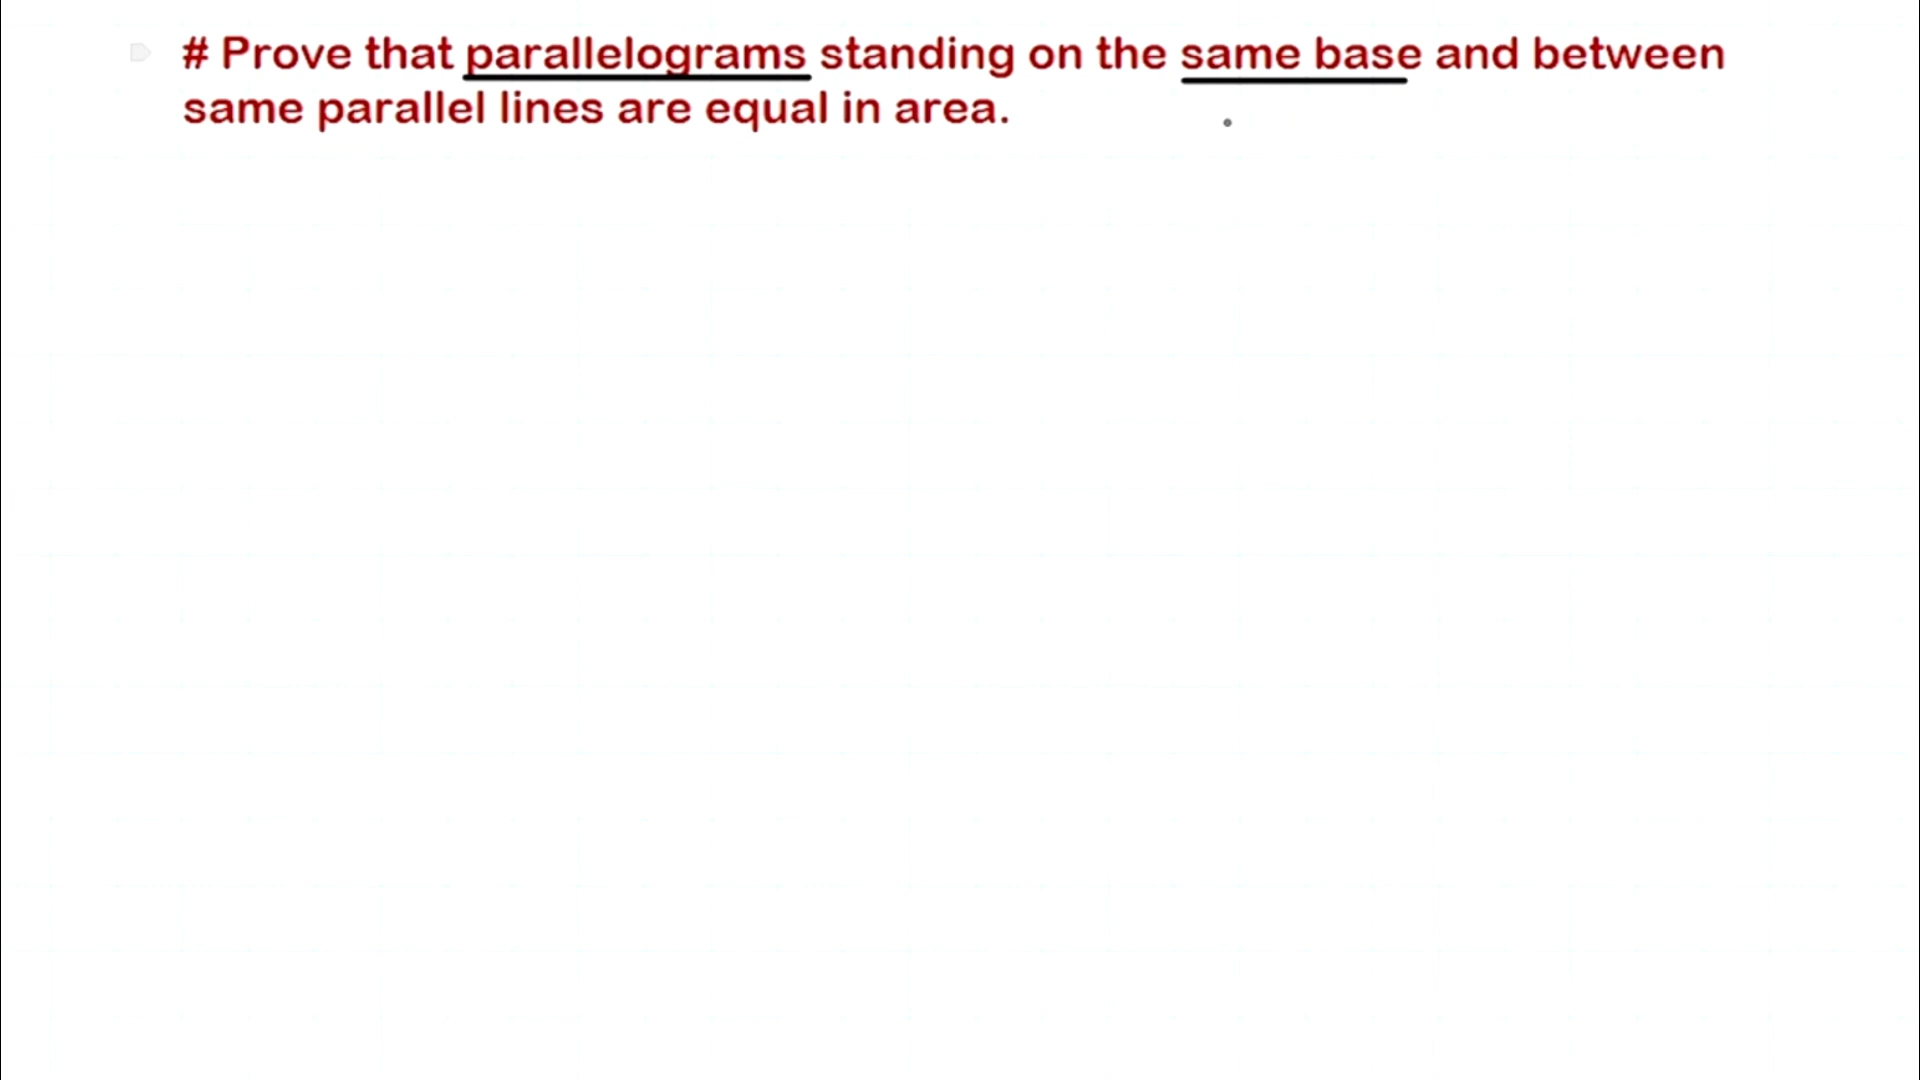 # Prove that parallelograms standing on the same base and between
same parallel lines are equal in area.